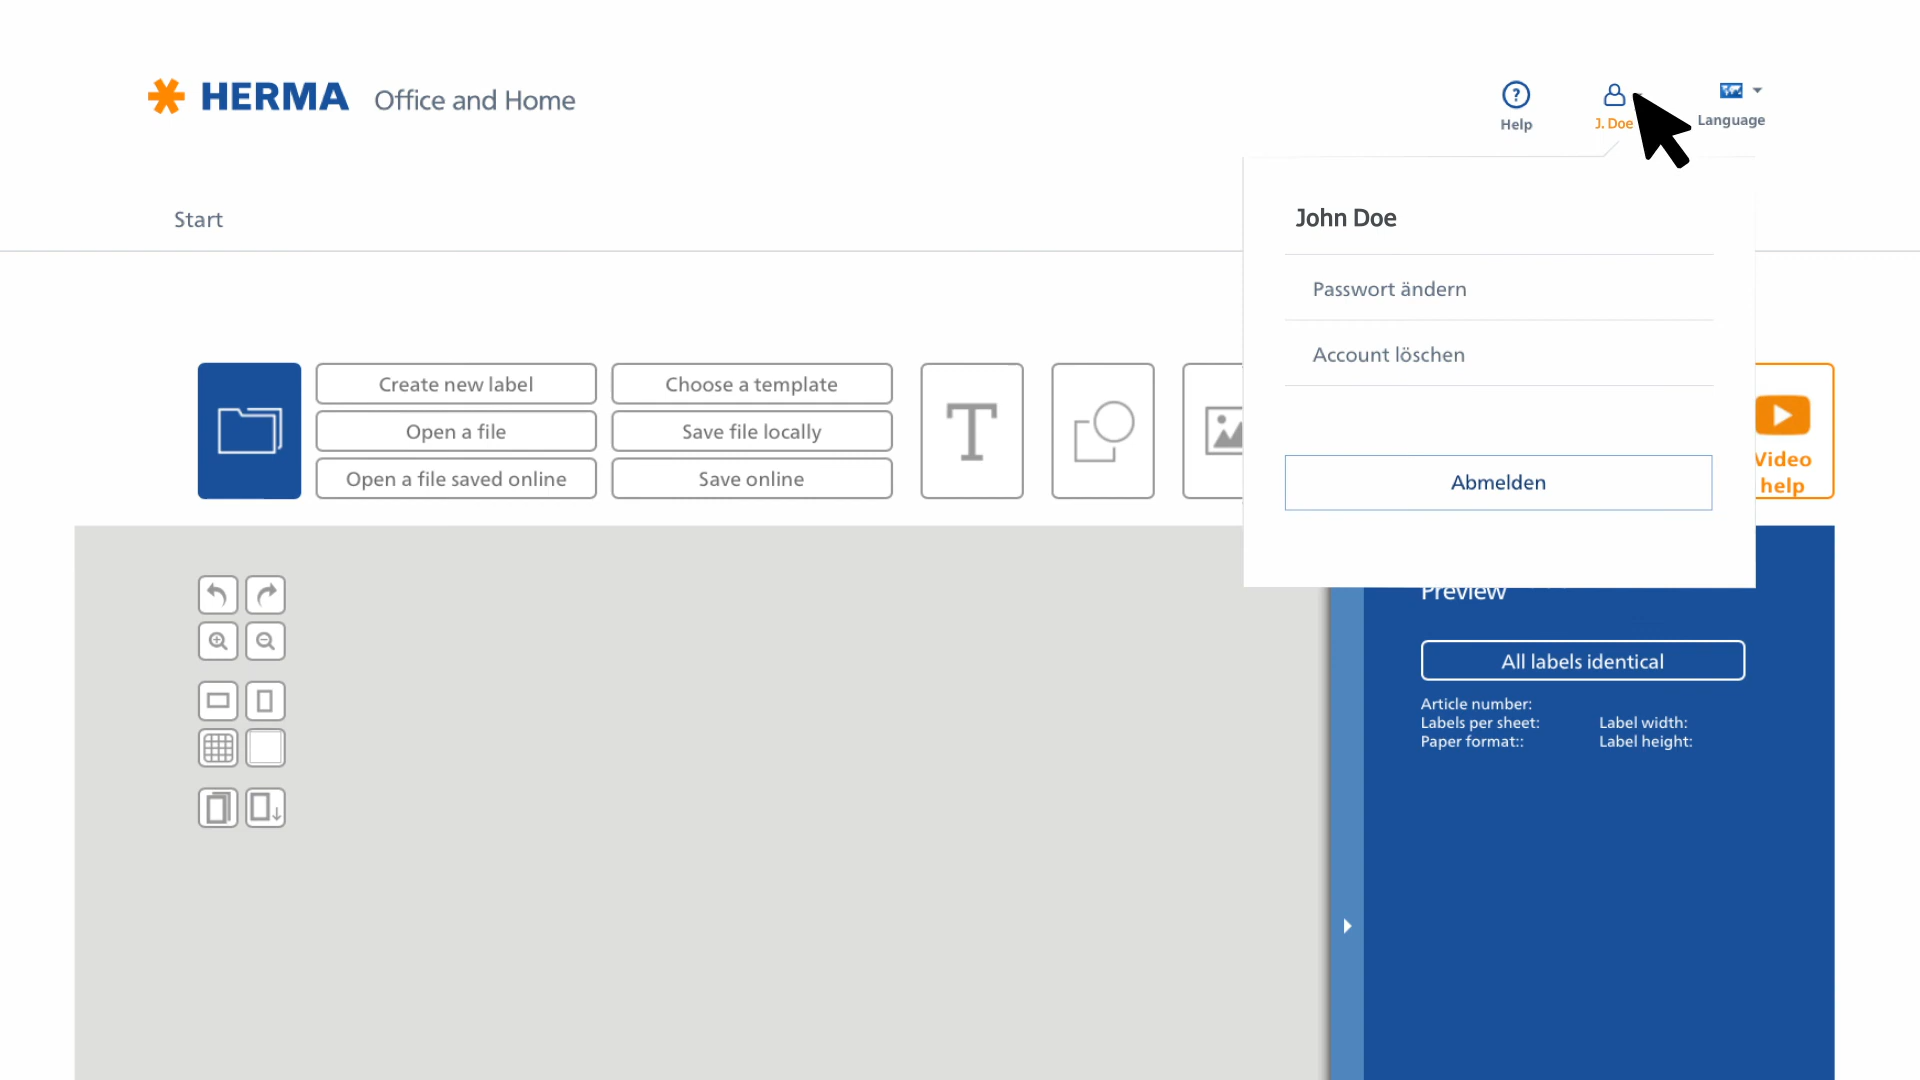 HERMA Office and Home
Help
J. Doe
Language
Start
John Doe
Passwort ändern
Account löschen
Abmelden
Create new label
Choose a template
Open a file
Save file locally
Open a file saved online
Save online
T
Video
help
Preview
All labels identical
Article number:
Labels per sheet:
Label width:
Paper format::
Label height: